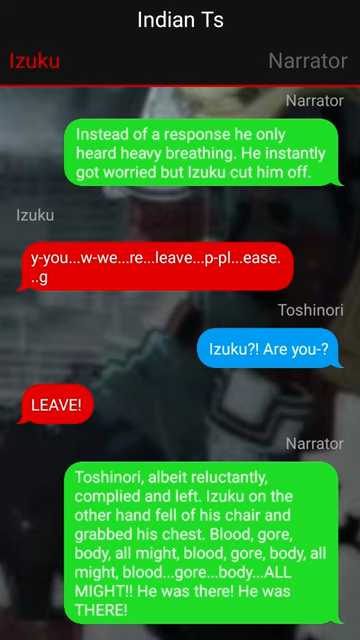 Indian Ts
Izuku
Narrator
Narrator
Instead of a response he only
heard heavy breathing. He instantly
got worried but Izuku cut him off.
Izuku
y-you...w-we...re...leave...p-pl...ease.
..g
Toshinori
Izuku?! Are you-?
LEAVE!
Narrator
Toshinori, albeit reluctantly,
complied and left. Izuku on the
other hand fell of his chair and
grabbed his chest. Blood, gore,
body, all might, blood, gore, body, all
might, blood...gore...body...ALL
MIGHT!! He was there! He was
THERE!